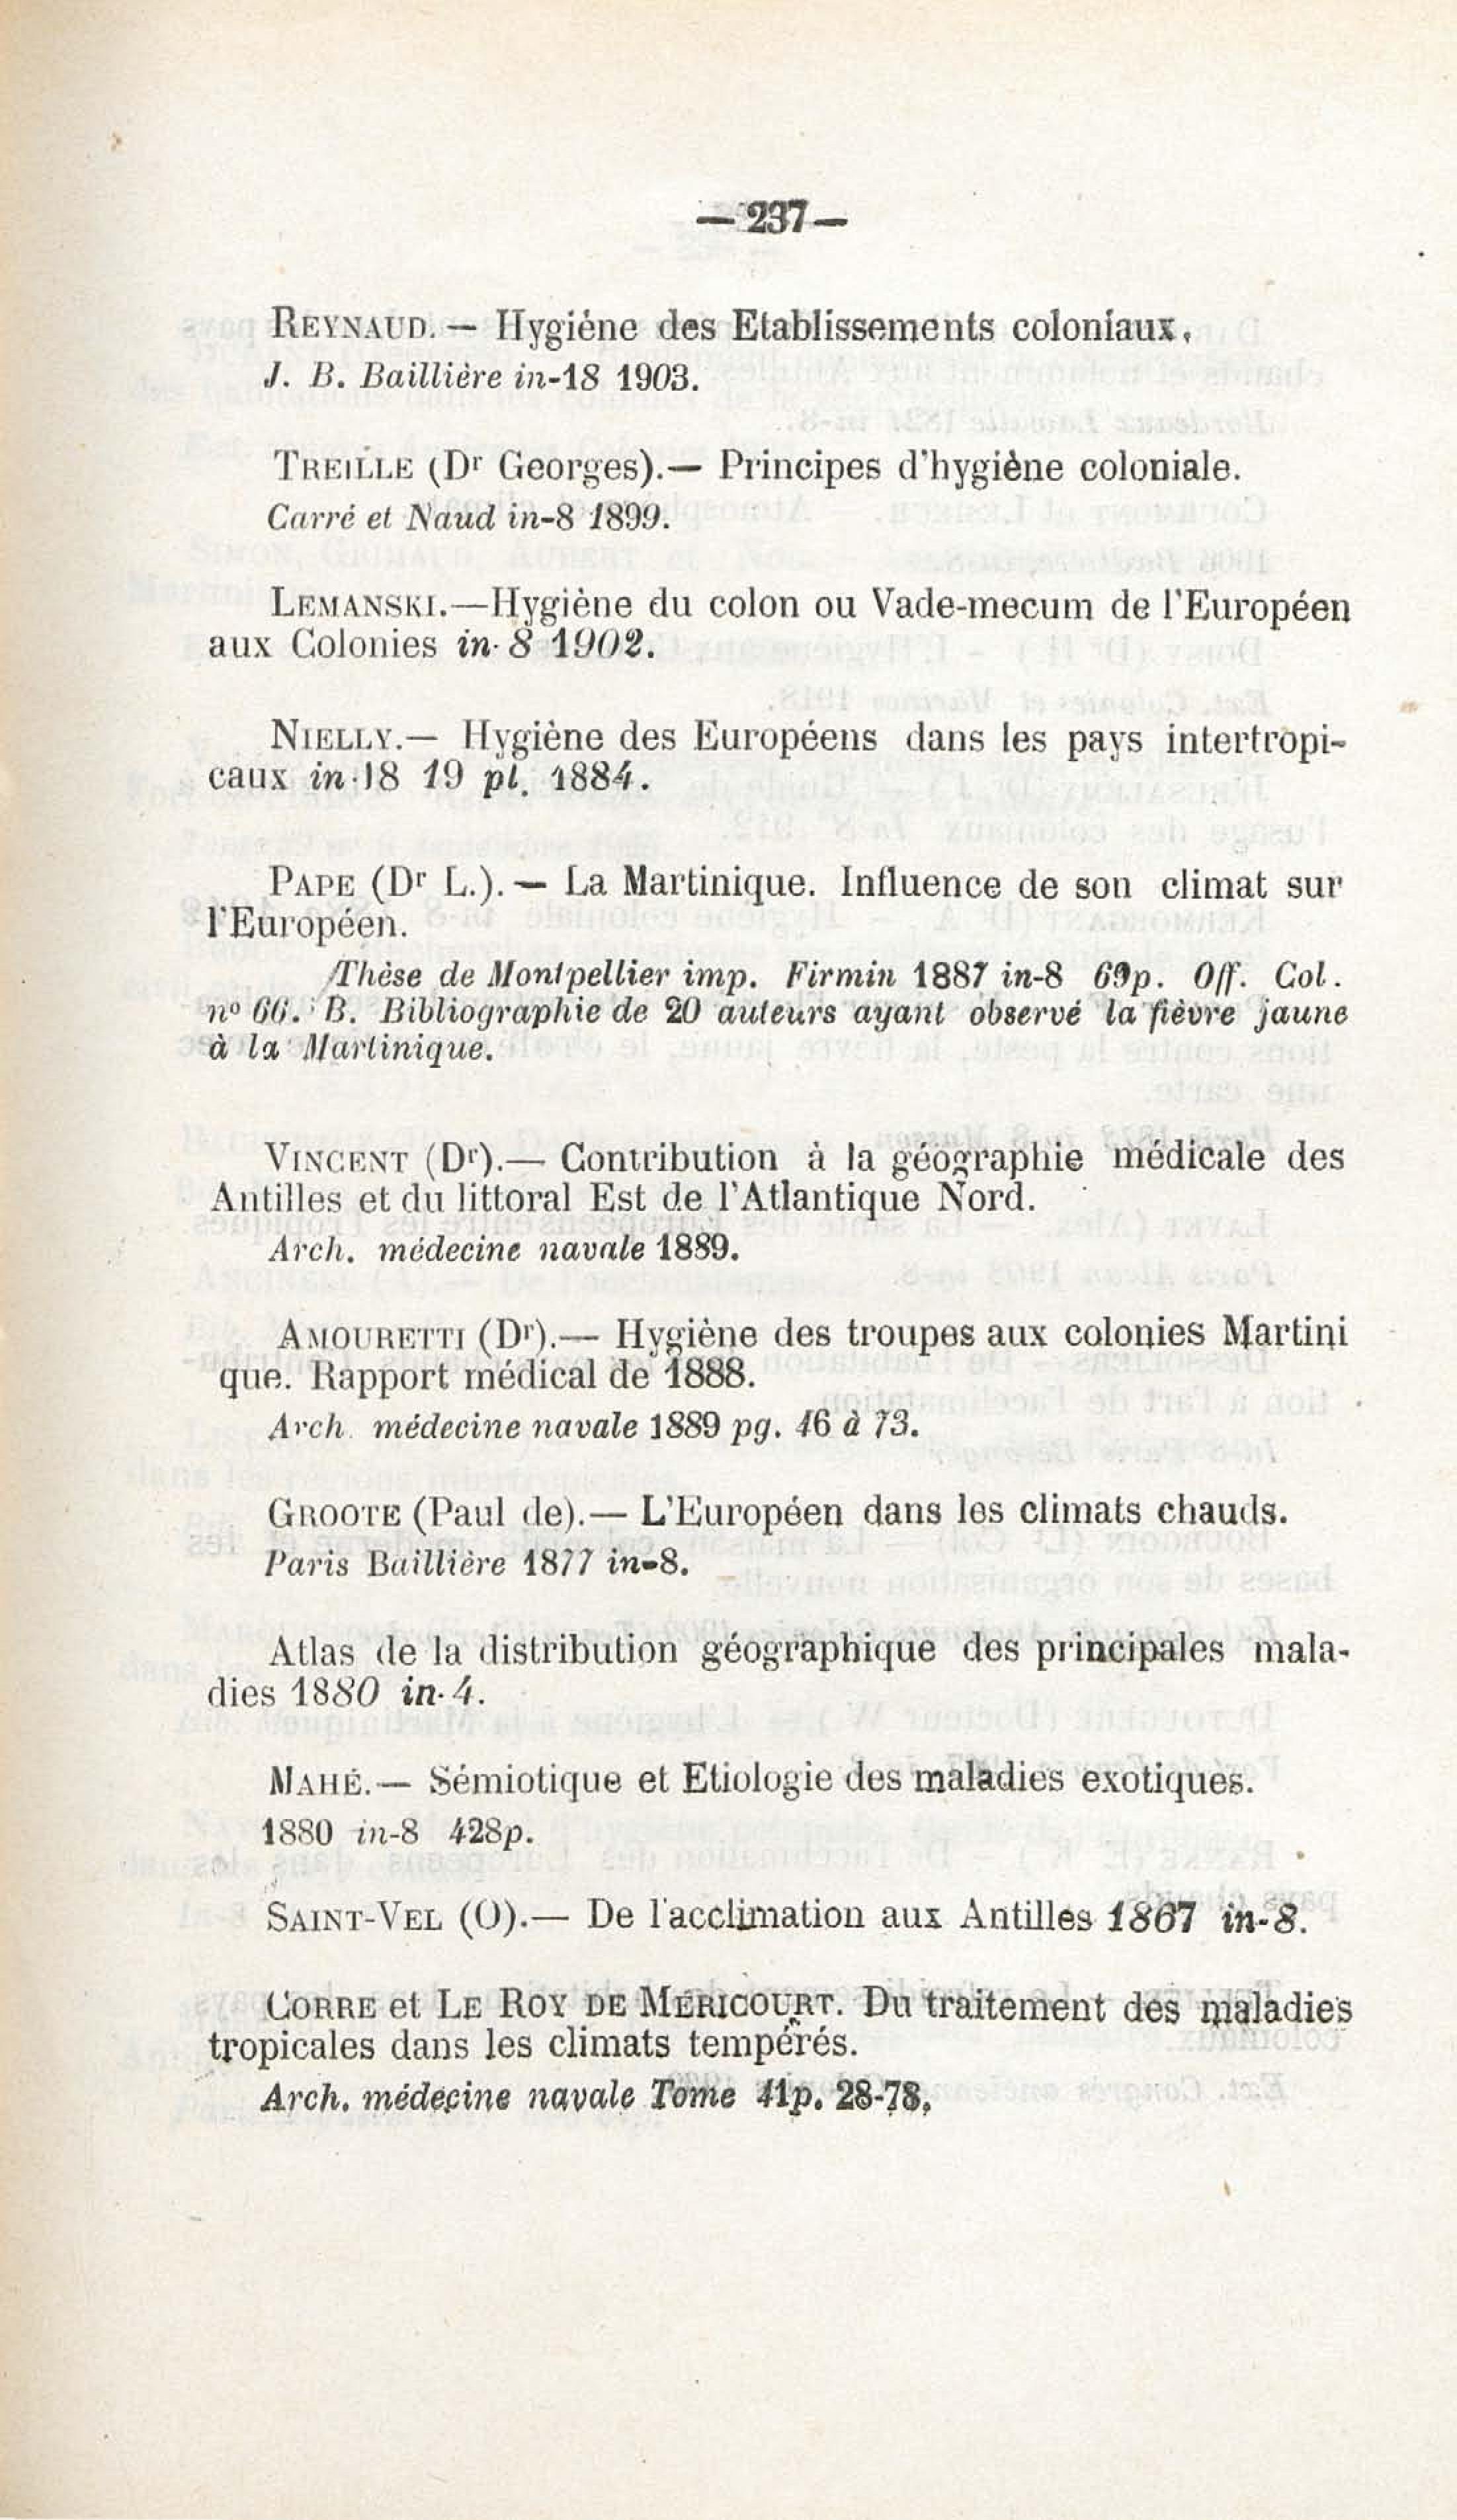 — 237 —
REYNAUD. — Hygiéne des Etablissements coloniaux.
J. B. Baillière in-18 1903.
TREILLE (Dr Georges).— Principes d'hygiène coloniale.
Carré et Naud in-8 1899.
LEMANSKI.—Hygiène du colon ou Vade-mecum de l'Européen
aux Colonies in-8 1902.
NIELLY.— Hygiène des Européens dans les pays intertropi-
caux in-18 19 pl. 1884.
PAPE (Dr L.). — La Martinique. Influence de son climat sur
l'Européen.
Thèse de Montpellier imp. Firmin 1887 in-8 69p. Off. Col.
no 66. B. Bibliographie de 20 auteurs ayant observé la fièvre jaune
à la Martinique.
VINCENT (Dr).— Contribution à la géographie médicale des
Antilles et du littoral Est de l'Atlantique Nord.
Arch. médecine navale 1889.
AMOURETTI (Dr).— Hygiène des troupes aux colonies Martini
que. Rapport médical de 1888.
Arch. médecine navale 1889 pg. 46 à 73.
GROOTE (Paul de).— L'Européen dans les climats chauds.
Paris Baillière 1877 in-8.
Atlas de la distribution géographique des principales mala-
dies 1880 in-4.
MAHÉ.— Sémiotique et Etiologie des maladies exotiques.
1880 in-8 428p.
SAINT-VEL (O).— De l'acclimation aux Antilles 1867 in-8.
CORRE et LE ROY DE MÉRICOURT. Du traitement des maladies
tropicales dans les climats tempérés.
Arch. médecine navale Tome 41p. 28-78.